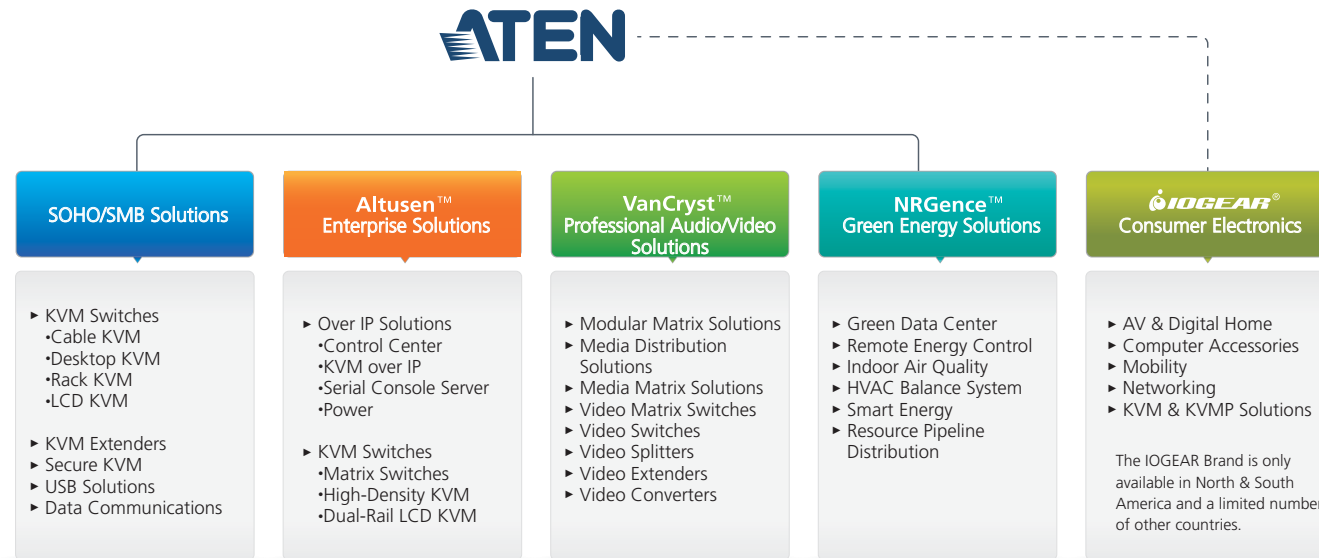 ATEN
SOHO/SMB Solutions
► KVM Switches
•Cable KVM
•Desktop KVM
•Rack KVM
•LCD KVM
► KVM Extenders
► Secure KVM
► USB Solutions
► Data Communications
Altusen™
Enterprise Solutions
► Over IP Solutions
•Control Center
•KVM over IP
•Serial Console Server
•Power
► KVM Switches
•Matrix Switches
•High-Density KVM
•Dual-Rail LCD KVM
VanCryst™
Professional Audio/Video
Solutions
► Modular Matrix Solutions
► Media Distribution
Solutions
► Media Matrix Solutions
► Video Matrix Switches
► Video Switches
► Video Splitters
► Video Extenders
► Video Converters
NRGence™
Green Energy Solutions
► Green Data Center
► Remote Energy Control
► Indoor Air Quality
► HVAC Balance System
► Smart Energy
► Resource Pipeline
Distribution
IOGEAR®
Consumer Electronics
► AV & Digital Home
► Computer Accessories
► Mobility
► Networking
► KVM & KVMP Solutions
The IOGEAR Brand is only
available in North & South
America and a limited number
of other countries.